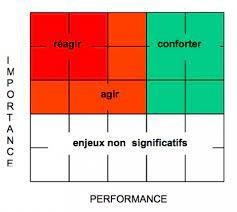 réagir conforter
agir
enjeux non significatifs
IMPORTANCE
PERFORMANCE